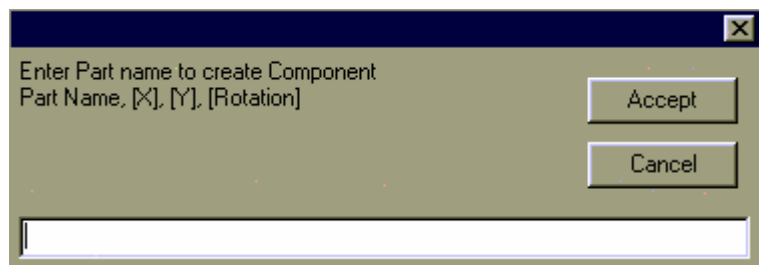 Enter Part name to create Component
Part Name, [X], [Y], [Rotation]
Accept
Cancel